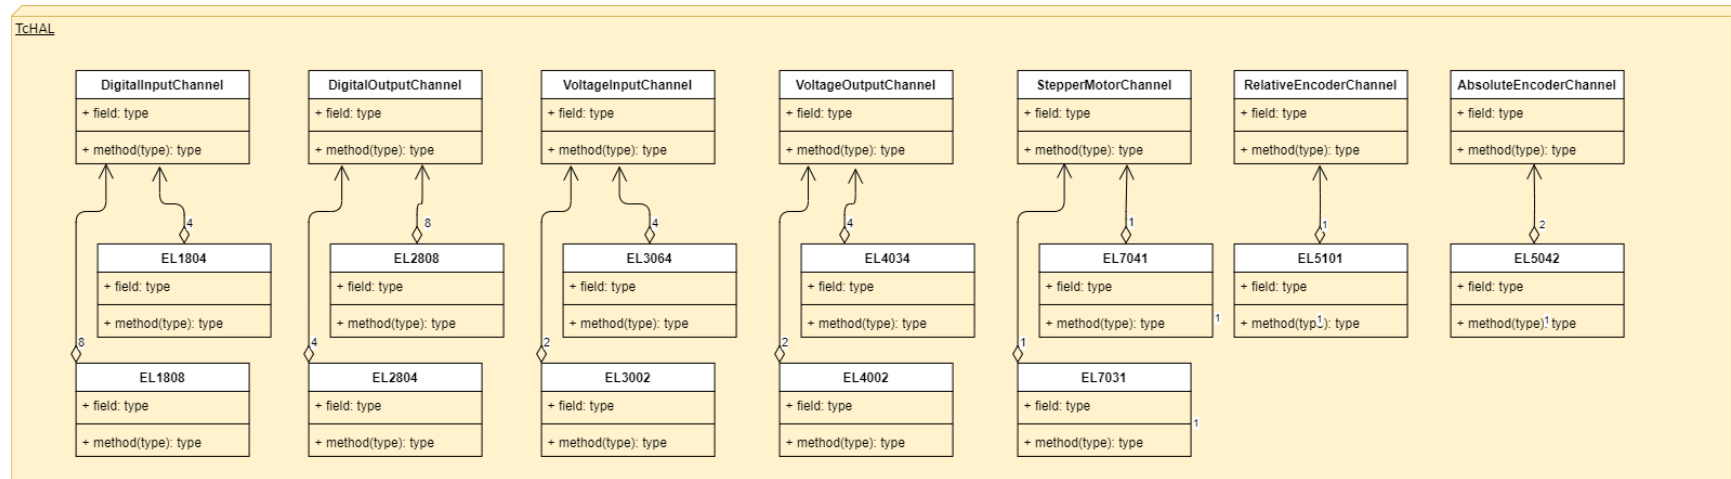 TcHAL
DigitalInputChannel
+ field: type
+ method(type): type
DigitalOutputChannel
+ field: type
+ method(type): type
VoltageInputChannel
+ field: type
+ method(type): type
VoltageOutputChannel
+ field: type
+ method(type): type
StepperMotorChannel
+ field: type
+ method(type): type
RelativeEncoderChannel
+ field: type
+ method(type): type
AbsoluteEncoderChannel
+ field: type
+ method(type): type
4
8
4
4
1
1
2
EL1804
+ field: type
+ method(type): type
EL2808
+ field: type
+ method(type): type
EL3064
+ field: type
+ method(type): type
EL4034
+ field: type
+ method(type): type
EL7041
+ field: type
+ method(type): type
1
EL5101
+ field: type
+ method(type): type
1
EL5042
+ field: type
+ method(type): type
1
8
4
2
2
1
EL1808
+ field: type
+ method(type): type
EL2804
+ field: type
+ method(type): type
EL3002
+ field: type
+ method(type): type
EL4002
+ field: type
+ method(type): type
EL7031
+ field: type
+ method(type): type
1